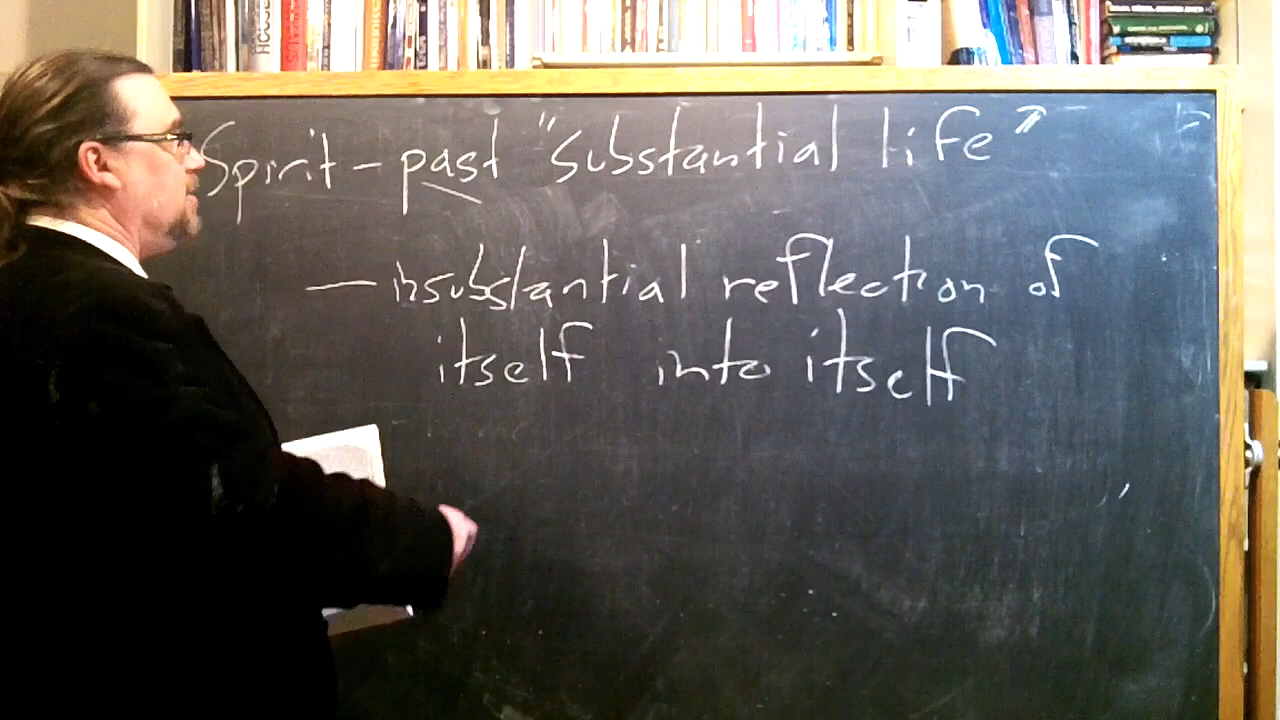 Spirit - past "substantial life"
— insubstantial reflection of
itself into itself